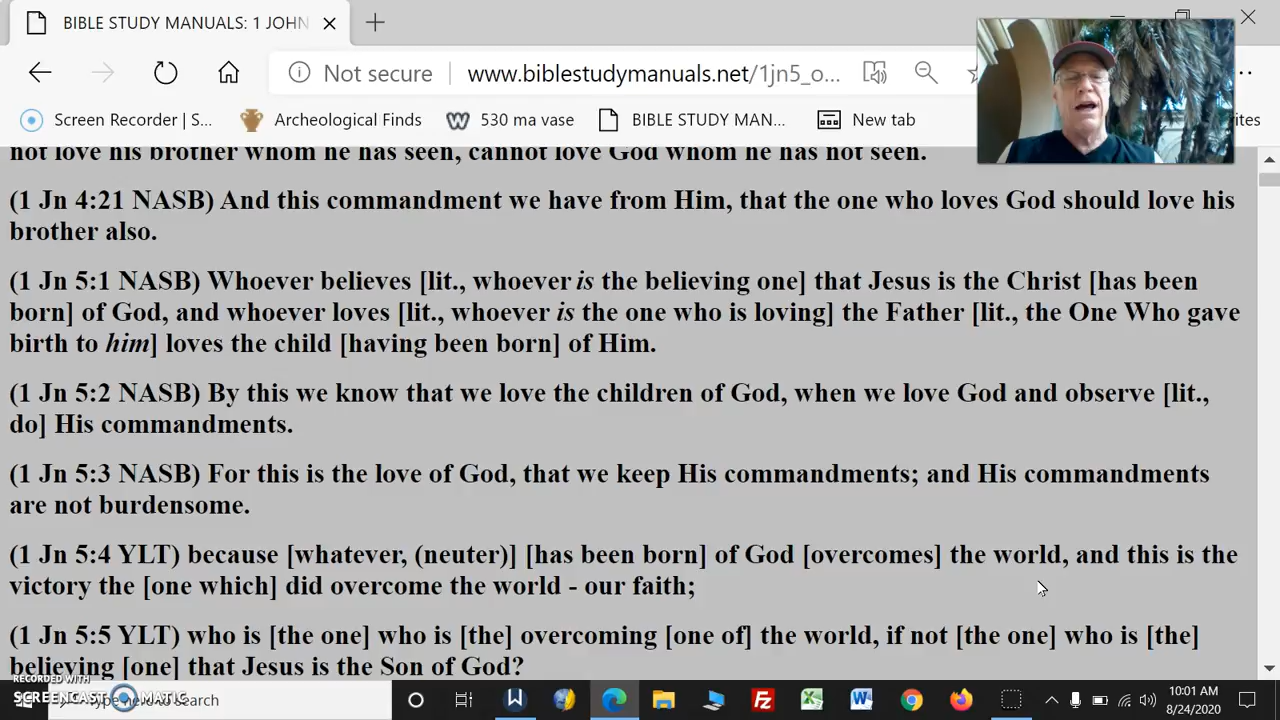 BIBLE STUDY MANUALS: 1 JOHN
Not secure
www.biblestudymanuals.net/1jn5_o...
Screen Recorder | S...
Archeological Finds
530 ma vase
BIBLE STUDY MAN...
New tab
not love his brother whom he has seen, cannot love God whom he has not seen.
(1 Jn 4:21 NASB) And this commandment we have from Him, that the one who loves God should love his
brother also.
(1 Jn 5:1 NASB) Whoever believes [lit., whoever is the believing one] that Jesus is the Christ [has been
born] of God, and whoever loves [lit., whoever is the one who is loving] the Father [lit., the One Who gave
birth to him] loves the child [having been born] of Him.
(1 Jn 5:2 NASB) By this we know that we love the children of God, when we love God and observe [lit.,
do] His commandments.
(1 Jn 5:3 NASB) For this is the love of God, that we keep His commandments; and His commandments
are not burdensome.
(1 Jn 5:4 YLT) because [whatever, (neuter)] [has been born] of God [overcomes] the world, and this is the
victory the [one which] did overcome the world - our faith;
(1 Jn 5:5 YLT) who is [the one] who is [the] overcoming [one of] the world, if not [the one] who is [the]
believing [one] that Jesus is the Son of God?
RECORDED WITH
SCREENCAST MATIC
Type here to search
10:01 AM
8/24/2020